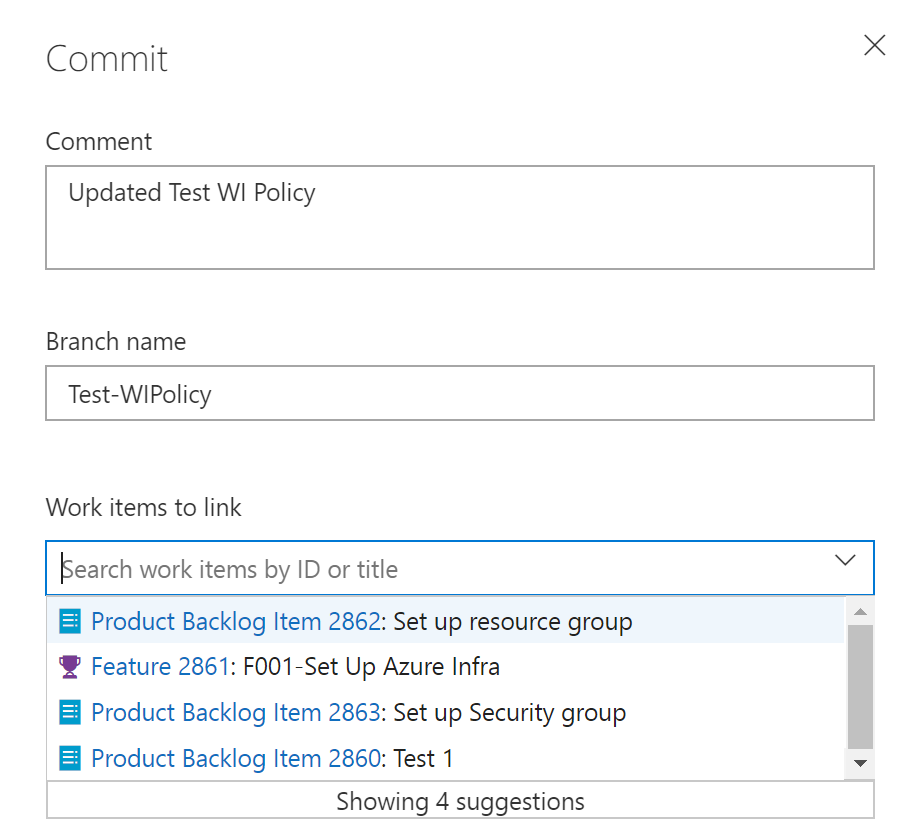 Commit
Comment
Updated Test WI Policy
Branch name
Test-WIPolicy
Work items to link
Search work items by ID or title
Product Backlog Item 2862: Set up resource group
Feature 2861: F001-Set Up Azure Infra
Product Backlog Item 2863: Set up Security group
Product Backlog Item 2860: Test 1
Showing 4 suggestions